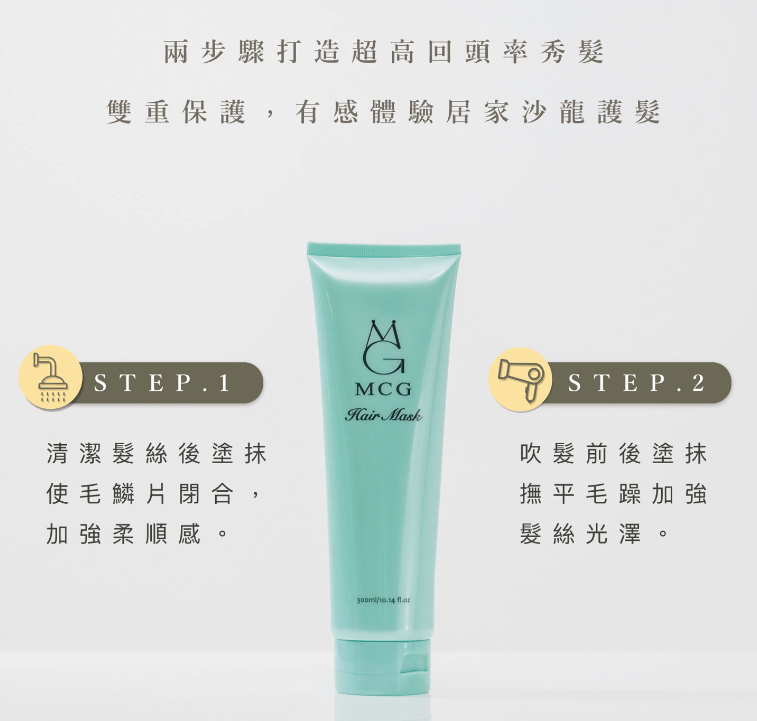 兩步驟打造超高回頭率秀髮
雙重保護，有感體驗居家沙龍護髮
STEP.1
清潔髮絲後塗抹
使毛鱗片閉合，
加強柔順感。
MG
MCG
Hair Mask
300ml/10.14 fl.oz
STEP.2
吹髮前後塗抹
撫平毛躁加強
髮絲光澤。